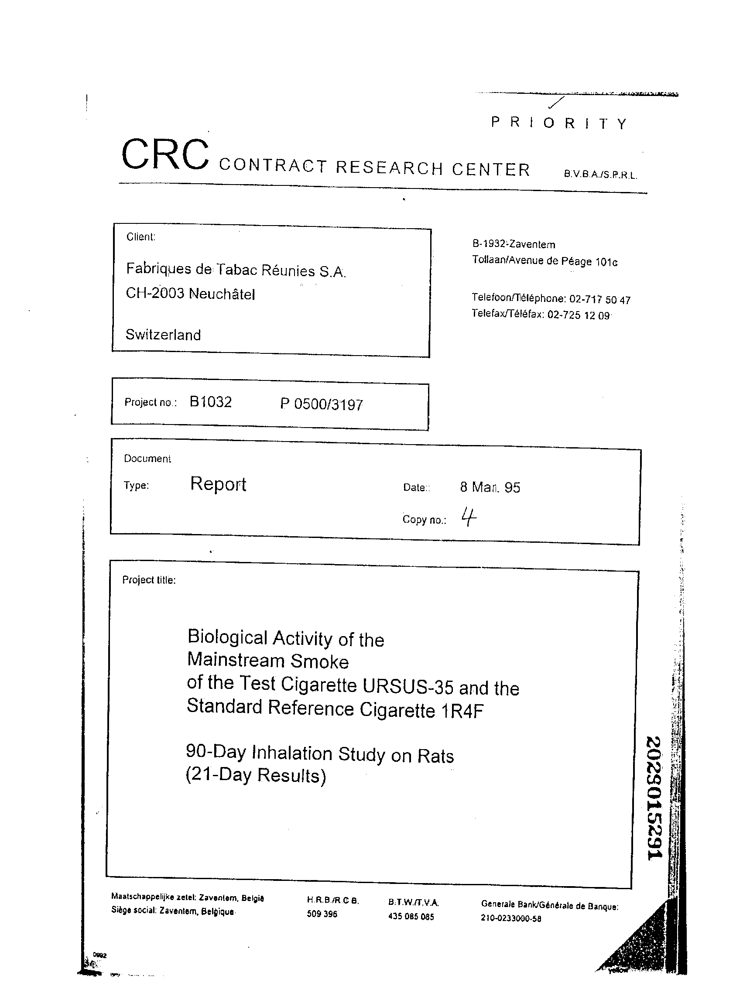 PRIORITY
CRC CONTRACT RESEARCH CENTER B.V.B.A./S.P.R.L.
Client:
Fabriques de Tabac Réunies S.A.
CH-2003 Neuchâtel
Switzerland
B-1932-Zaventem
Tollaan/Avenue de Péage 101c
Telefoon/Téléphone: 02-717 50 47
Telefax/Téléfax: 02-725 12 09
Project no.: B1032 P 0500/3197
Document
Type: Report
Date: 8 Mar. 95
Copy no.: 4
Project title:
Biological Activity of the
Mainstream Smoke
of the Test Cigarette URSUS-35 and the
Standard Reference Cigarette 1R4F
90-Day Inhalation Study on Rats
(21-Day Results)
2029015291
Maatschappelijke zetel: Zaventem, België
Siège social: Zaventem, Belgique
H.R.B./R.C.B.
509 396
B.T.W./T.V.A.
435 085 085
Generale Bank/Générale de Banque:
210-0233000-58
0992
yellow